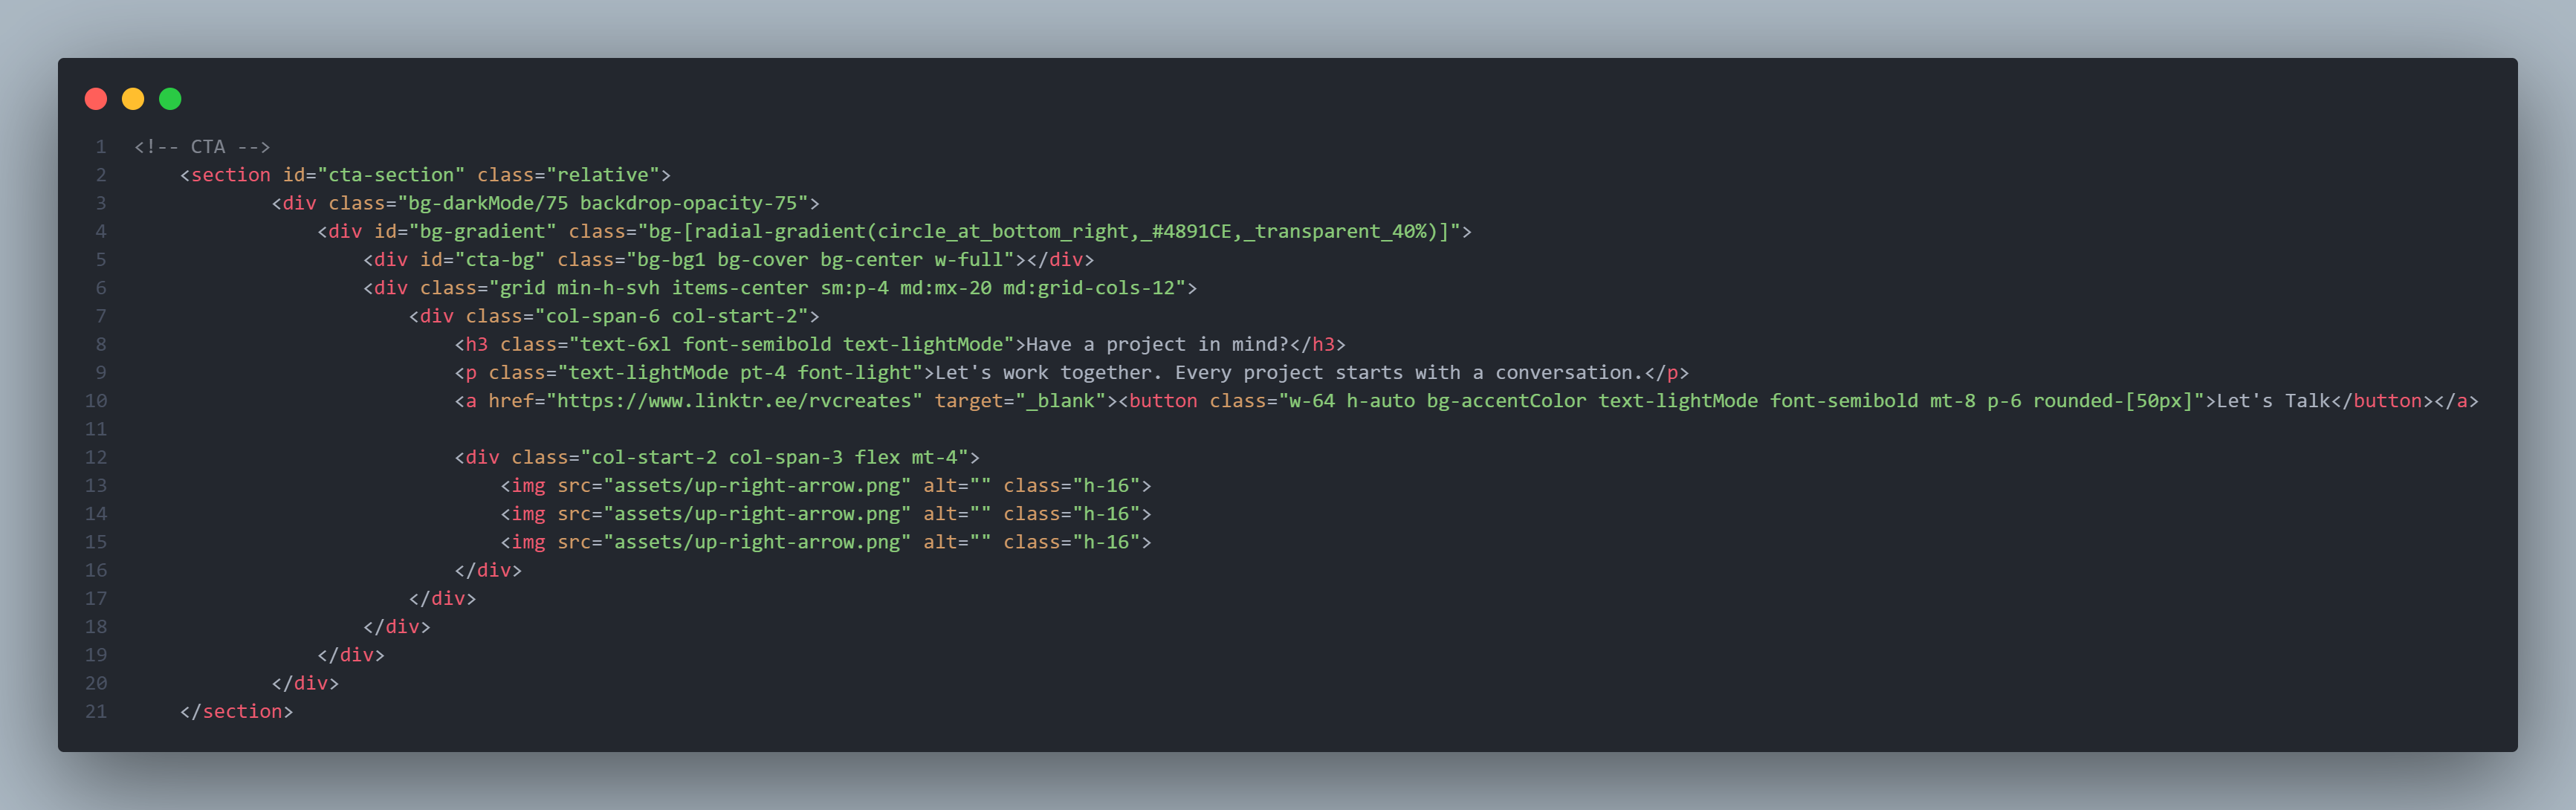 1 <!-- CTA -->
2     <section id="cta-section" class="relative">
3             <div class="bg-darkMode/75 backdrop-opacity-75">
4                 <div id="bg-gradient" class="bg-[radial-gradient(circle_at_bottom_right,_#4891CE,_transparent_40%)]">
5                     <div id="cta-bg" class="bg-bg1 bg-cover bg-center w-full"></div>
6                     <div class="grid min-h-svh items-center sm:p-4 md:mx-20 md:grid-cols-12">
7                         <div class="col-span-6 col-start-2">
8                             <h3 class="text-6xl font-semibold text-lightMode">Have a project in mind?</h3>
9                             <p class="text-lightMode pt-4 font-light">Let's work together. Every project starts with a conversation.</p>
10                             <a href="https://www.linktr.ee/rvcreates" target="_blank"><button class="w-64 h-auto bg-accentColor text-lightMode font-semibold mt-8 p-6 rounded-[50px]">Let's Talk</button></a>
11
12                             <div class="col-start-2 col-span-3 flex mt-4">
13                                 <img src="assets/up-right-arrow.png" alt="" class="h-16">
14                                 <img src="assets/up-right-arrow.png" alt="" class="h-16">
15                                 <img src="assets/up-right-arrow.png" alt="" class="h-16">
16                             </div>
17                         </div>
18                     </div>
19                 </div>
20             </div>
21     </section>